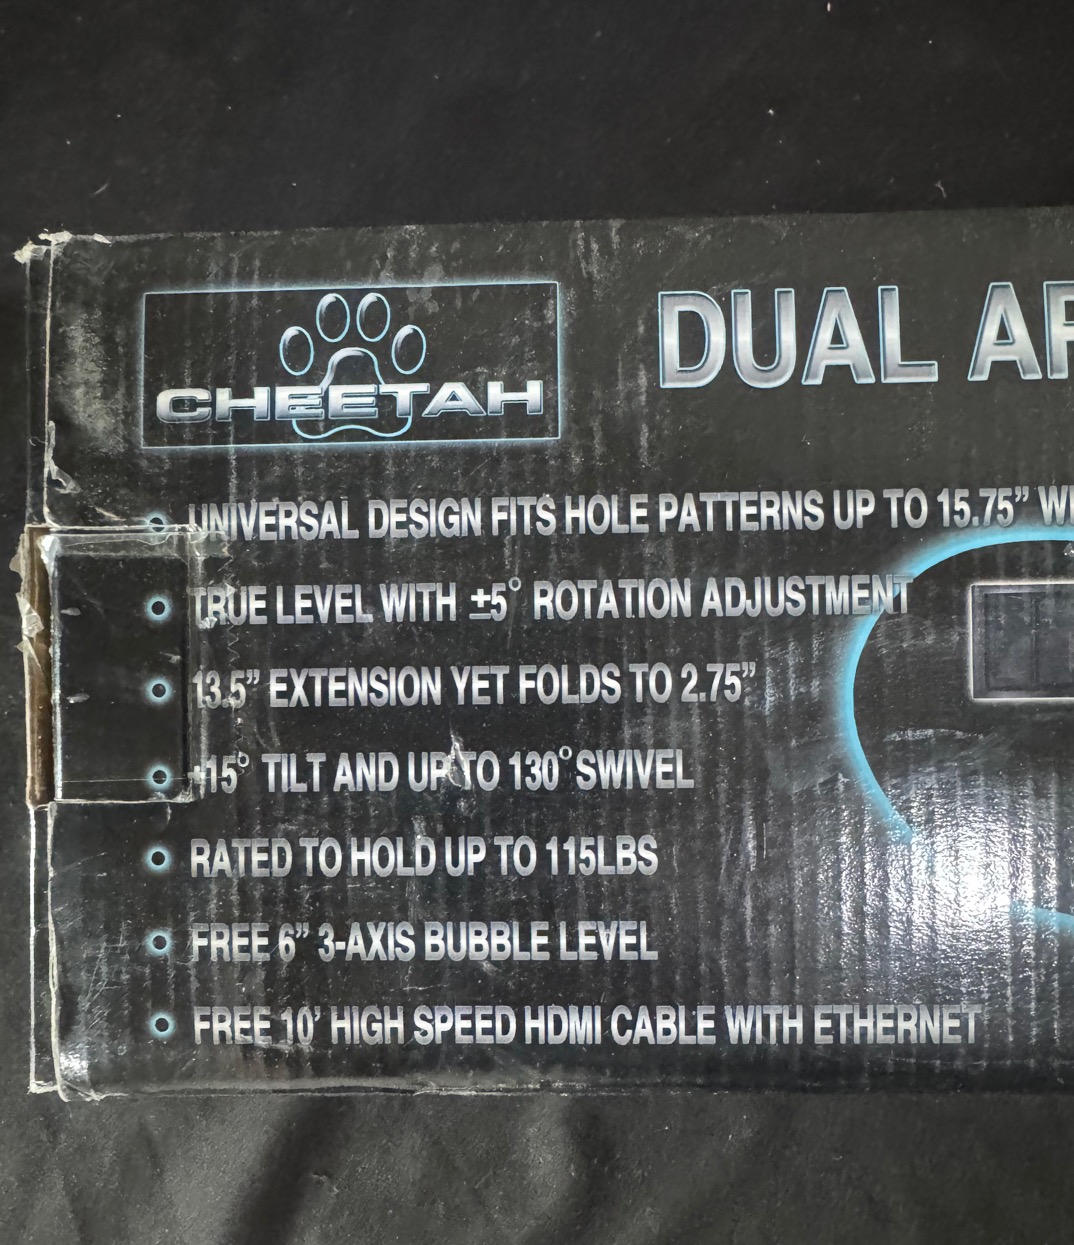 CHEETAH
DUAL AR
UNIVERSAL DESIGN FITS HOLE PATTERNS UP TO 15.75” WI
TRUE LEVEL WITH ±5° ROTATION ADJUSTMENT
13.5” EXTENSION YET FOLDS TO 2.75”
±15° TILT AND UP TO 130° SWIVEL
RATED TO HOLD UP TO 115LBS
FREE 6” 3-AXIS BUBBLE LEVEL
FREE 10’ HIGH SPEED HDMI CABLE WITH ETHERNET